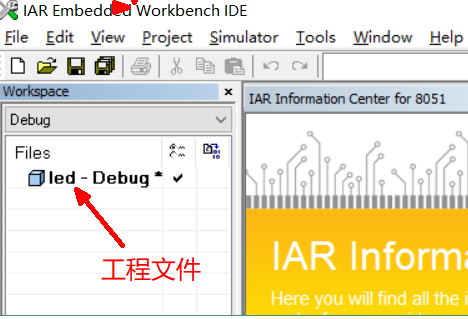 IAR Embedded Workbench IDE
File Edit View Project Simulator Tools Window Help
Workspace
Debug
IAR Information Center for 8051
Files
led - Debug *
工程文件
IAR Informa
Here you will find all the i